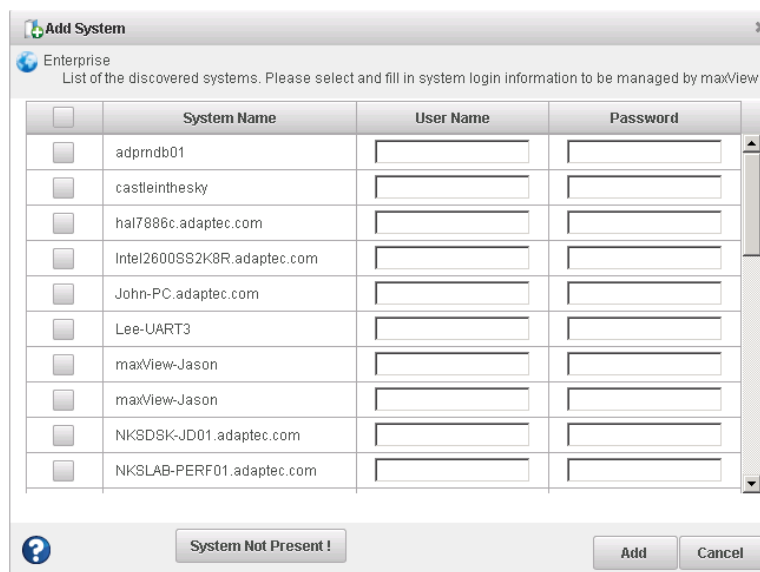 Add System
Enterprise
List of the discovered systems. Please select and fill in system login information to be managed by maxView
System Name User Name Password
adprndb01
castleinthesky
hal7886c.adaptec.com
Intel2600SS2K8R.adaptec.com
John-PC.adaptec.com
Lee-UART3
maxView-Jason
maxView-Jason
NKSDSK-JD01.adaptec.com
NKSLAB-PERF01.adaptec.com
? System Not Present ! Add Cancel